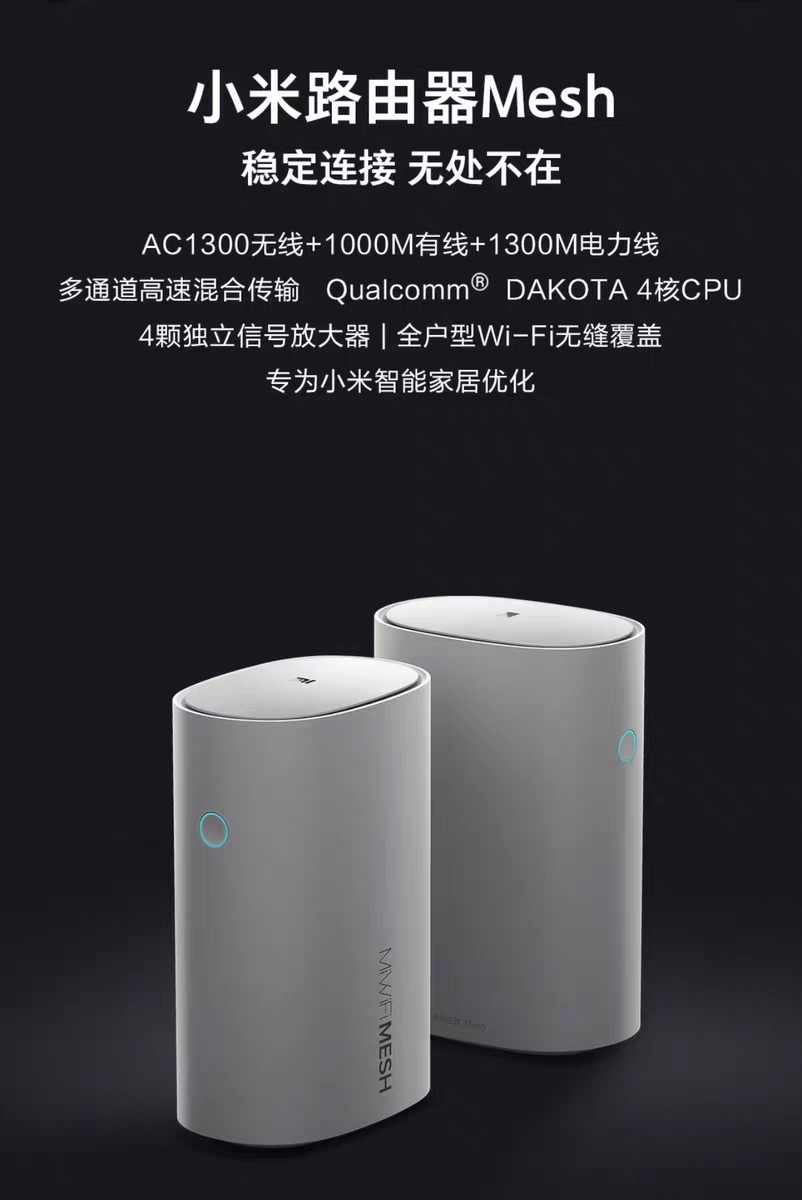 小米路由器Mesh
稳定连接 无处不在
AC1300无线+1000M有线+1300M电力线
多通道高速混合传输 Qualcomm® DAKOTA 4核CPU
4颗独立信号放大器 | 全户型Wi-Fi无缝覆盖
专为小米智能家居优化
MIWIFI MESH
Mesh